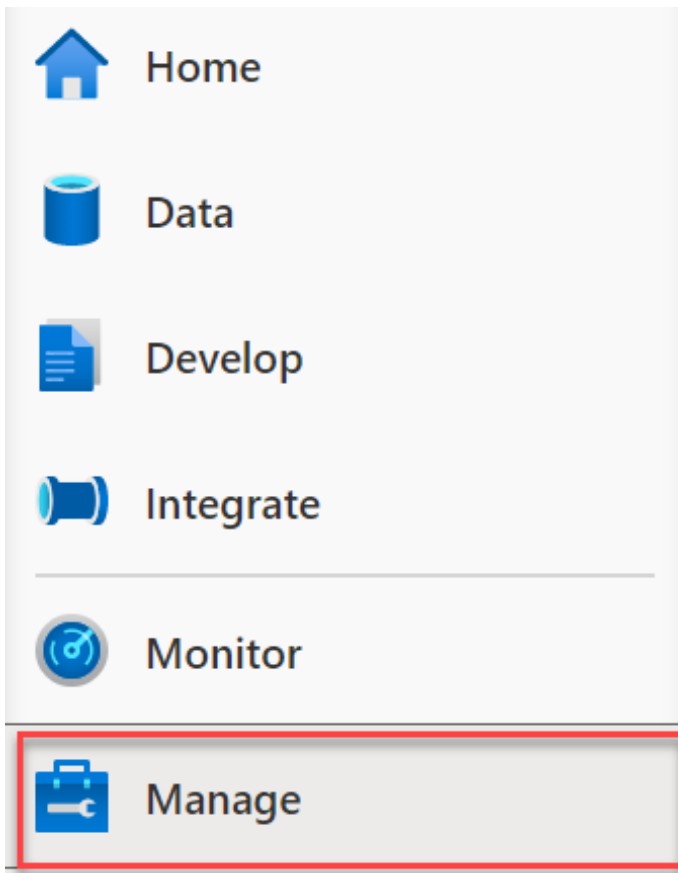 Home
Data
Develop
Integrate
Monitor
Manage